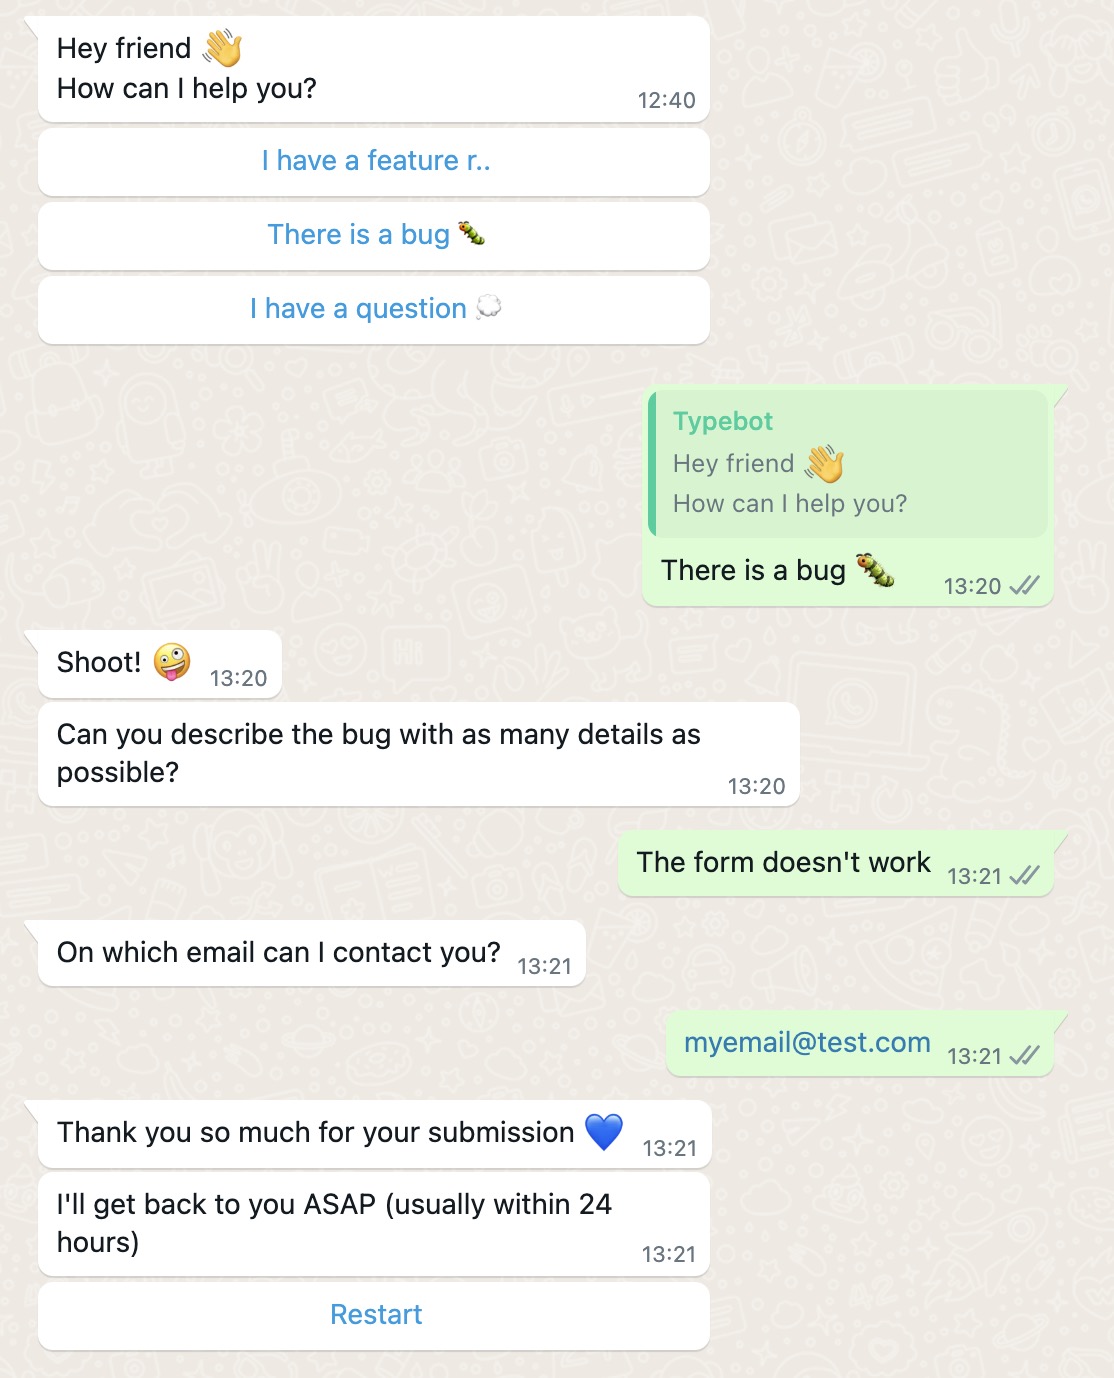 Hey friend 👋
How can I help you?
12:40
I have a feature r..
There is a bug 🐛
I have a question 💭
Typebot
Hey friend 👋
How can I help you?
There is a bug 🐛
13:20
Shoot! 🤪
13:20
Can you describe the bug with as many details as
possible?
13:20
The form doesn't work
13:21
On which email can I contact you?
13:21
myemail@test.com
13:21
Thank you so much for your submission 💙
13:21
I'll get back to you ASAP (usually within 24
hours)
13:21
Restart